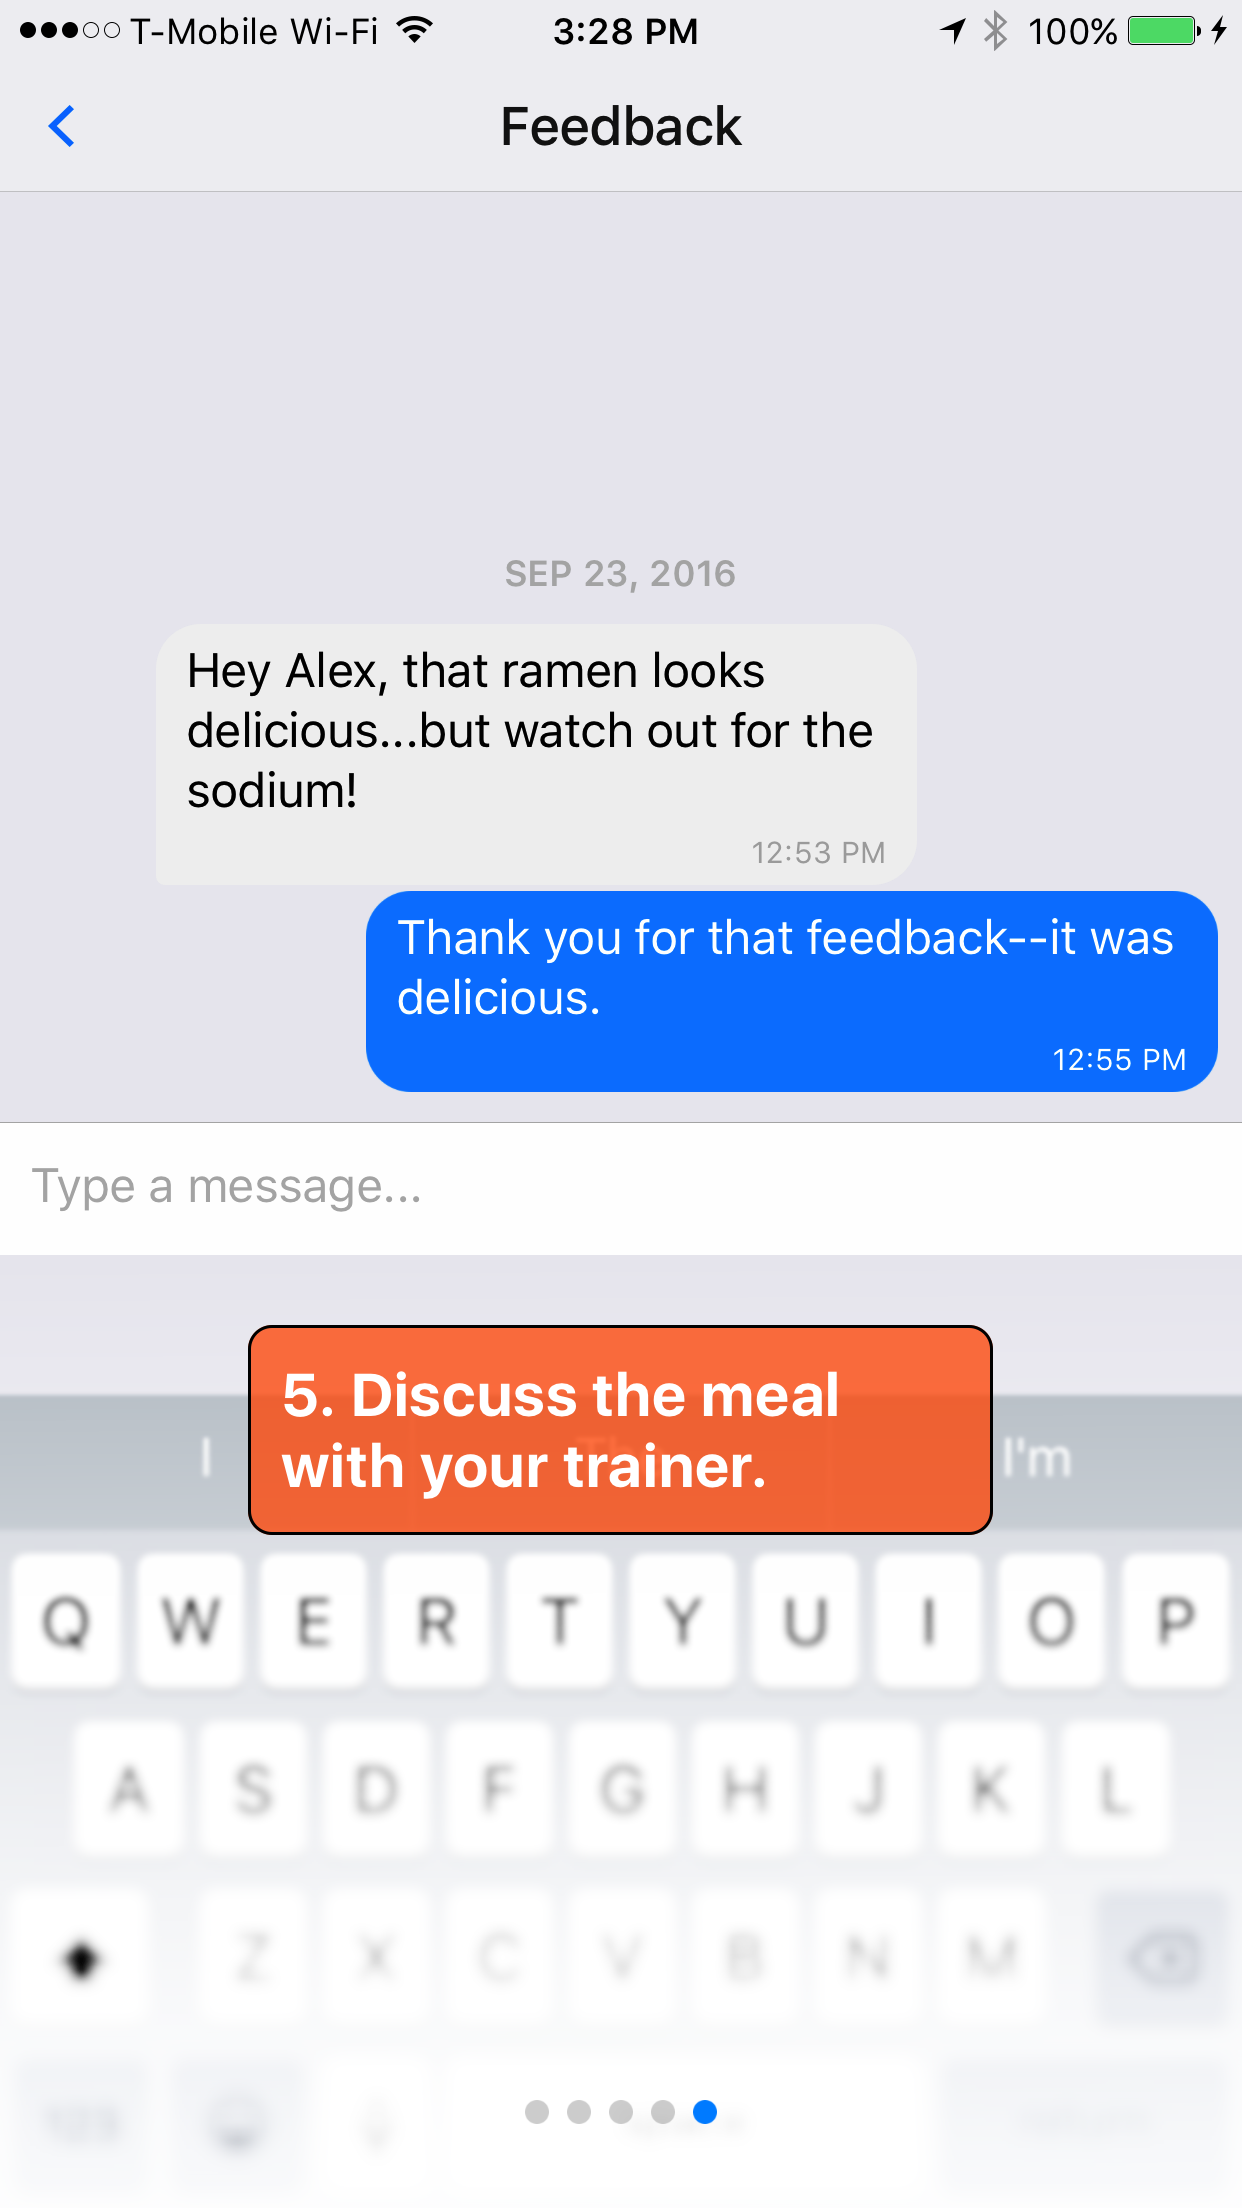 T-Mobile Wi-Fi 3:28 PM 100%
Feedback
SEP 23, 2016
Hey Alex, that ramen looks
delicious...but watch out for the
sodium!
12:53 PM
Thank you for that feedback--it was
delicious.
12:55 PM
Type a message...
5. Discuss the meal
with your trainer.
I The I'm
Q W E R T Y U I O P
A S D F G H J K L
Z X C V B N M
123